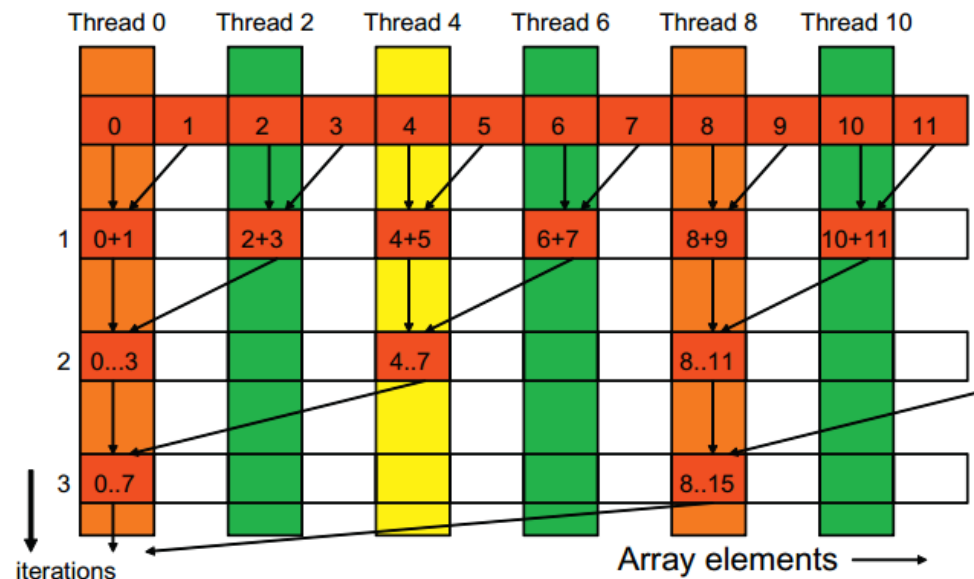 Thread 0 Thread 2 Thread 4 Thread 6 Thread 8 Thread 10
0 1 2 3 4 5 6 7 8 9 10 11
1 0+1 2+3 4+5 6+7 8+9 10+11
2 0...3 4..7 8..11
3 0..7 8..15
iterations Array elements